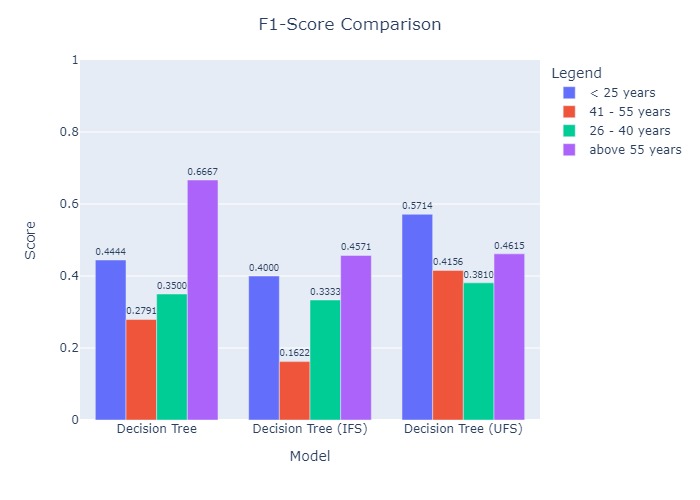 F1-Score Comparison
Score
1
0.8
0.6
0.4
0.2
0
0.4444
0.2791
0.3500
0.6667
0.4000
0.1622
0.3333
0.4571
0.5714
0.4156
0.3810
0.4615
Decision Tree
Decision Tree (IFS)
Decision Tree (UFS)
Model
Legend
< 25 years
41 - 55 years
26 - 40 years
above 55 years